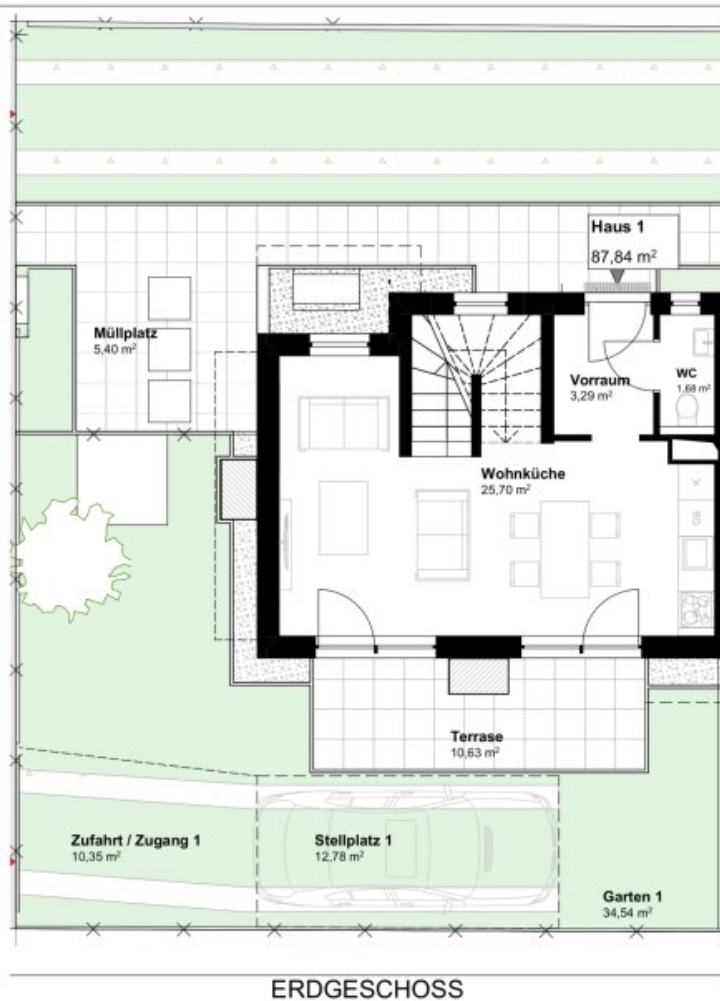 Haus 1
87,84 m²
Müllplatz
5,40 m²
Vorraum
3,29 m²
WC
1,68 m²
Wohnküche
25,70 m²
K
GB
Terrasse
10,63 m²
Zufahrt / Zugang 1
10,35 m²
Stellplatz 1
12,78 m²
Garten 1
34,54 m²
ERDGESCHOSS